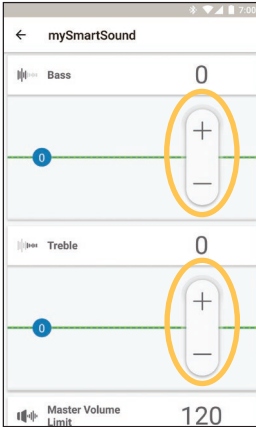 7:00
mySmartSound
Bass 0
+
0
−
Treble 0
+
0
−
Master Volume
Limit 120